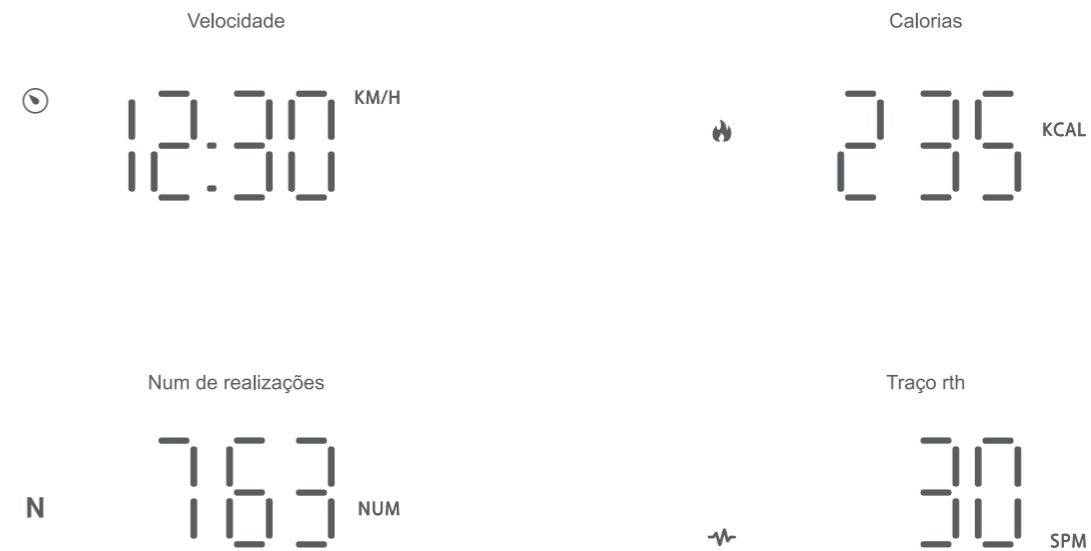 Velocidade
Calorias
12:30 KM/H
235 KCAL
Num de realizações
Traço rth
N 763 NUM
30 SPM